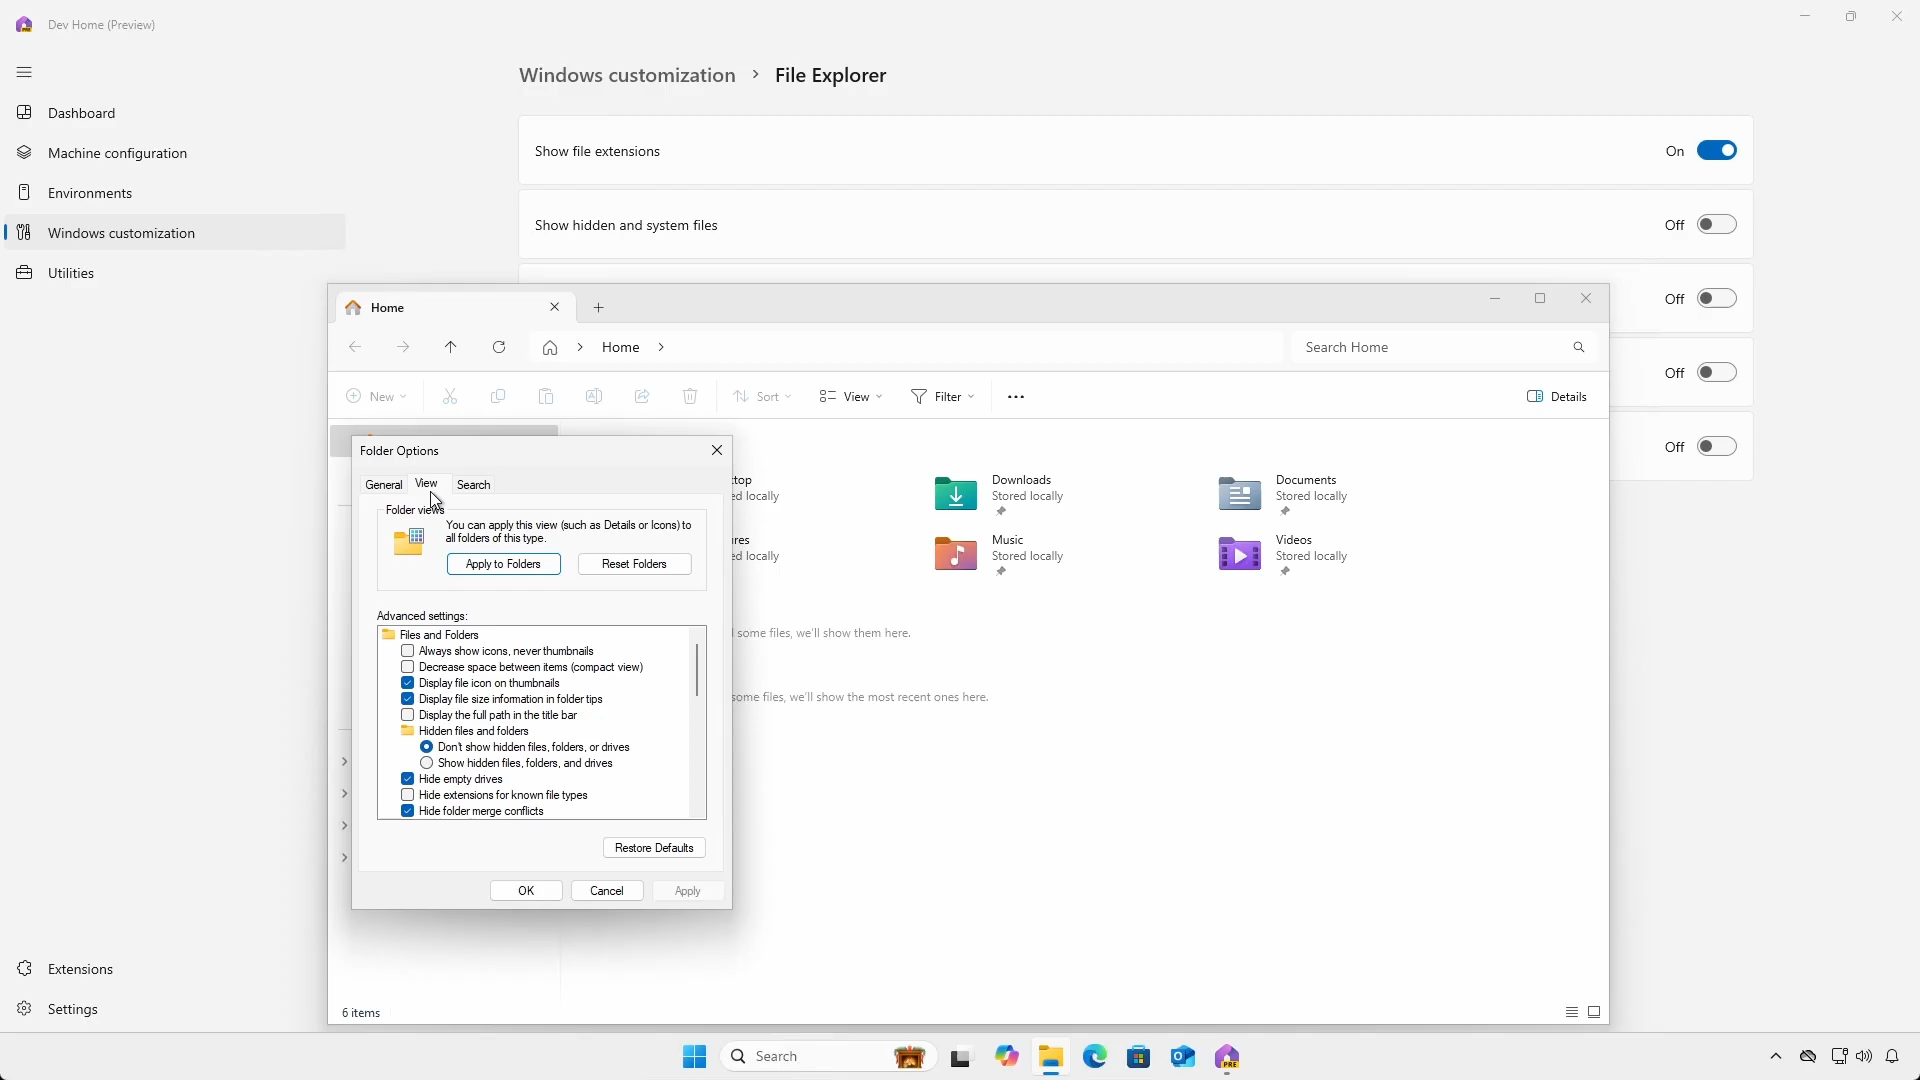 Dev Home (Preview)
Windows customization > File Explorer
Dashboard
Machine configuration
Environments
Windows customization
Utilities
Show file extensions
On
Show hidden and system files
Off
Off
Off
Off
Home
Home
Search Home
New
Sort
View
Filter
Details
Folder Options
General
View
Search
Folder views
You can apply this view (such as Details or Icons) to
all folders of this type.
Apply to Folders
Reset Folders
Advanced settings:
Files and Folders
Always show icons, never thumbnails
Decrease space between items (compact view)
Display file icon on thumbnails
Display file size information in folder tips
Display the full path in the title bar
Hidden files and folders
Don't show hidden files, folders, or drives
Show hidden files, folders, and drives
Hide empty drives
Hide extensions for known file types
Hide folder merge conflicts
Restore Defaults
OK
Cancel
Apply
Downloads
Stored locally
Documents
Stored locally
Music
Stored locally
Videos
Stored locally
some files, we'll show them here.
some files, we'll show the most recent ones here.
6 items
Extensions
Settings
Search
PRE